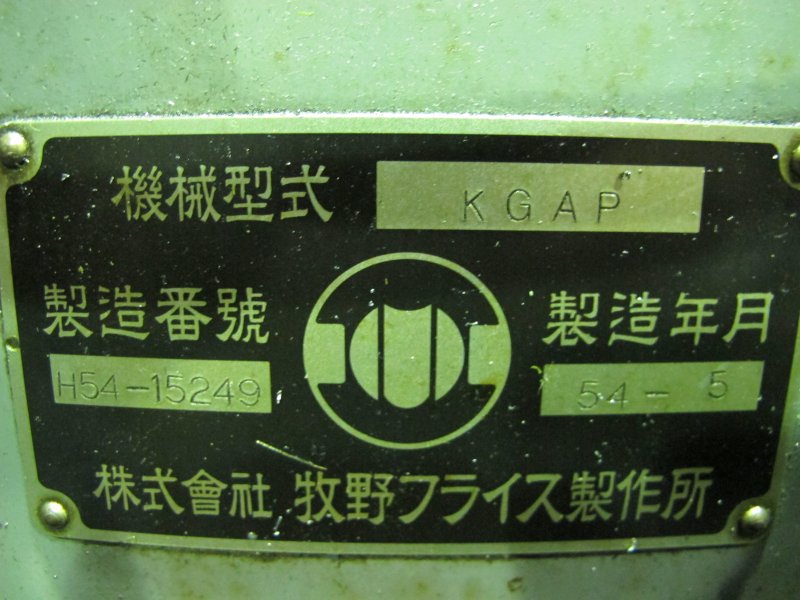 機械型式 KGAP
製造番號 製造年月
H54-15249 54-5
株式會社 牧野フライス製作所